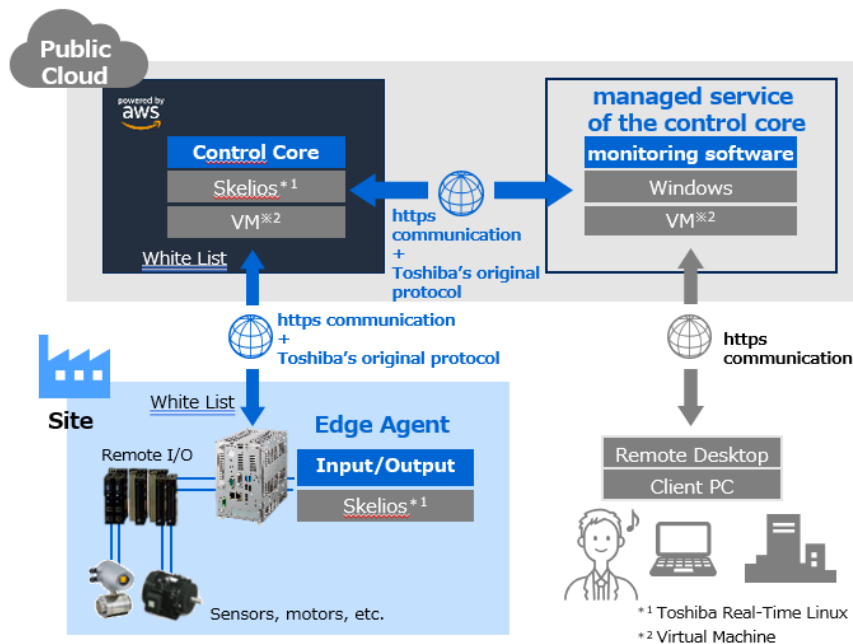 Public
Cloud
powered by
aws
Control Core
Skelios*1
VM※2
White List
managed service
of the control core
monitoring software
Windows
VM※2
https
communication
+
Toshiba's original
protocol
https communication
+
Toshiba's original protocol
https
communication
Site
White List
Edge Agent
Remote I/O
Input/Output
Skelios*1
Sensors, motors, etc.
Remote Desktop
Client PC
*1 Toshiba Real-Time Linux
*2 Virtual Machine